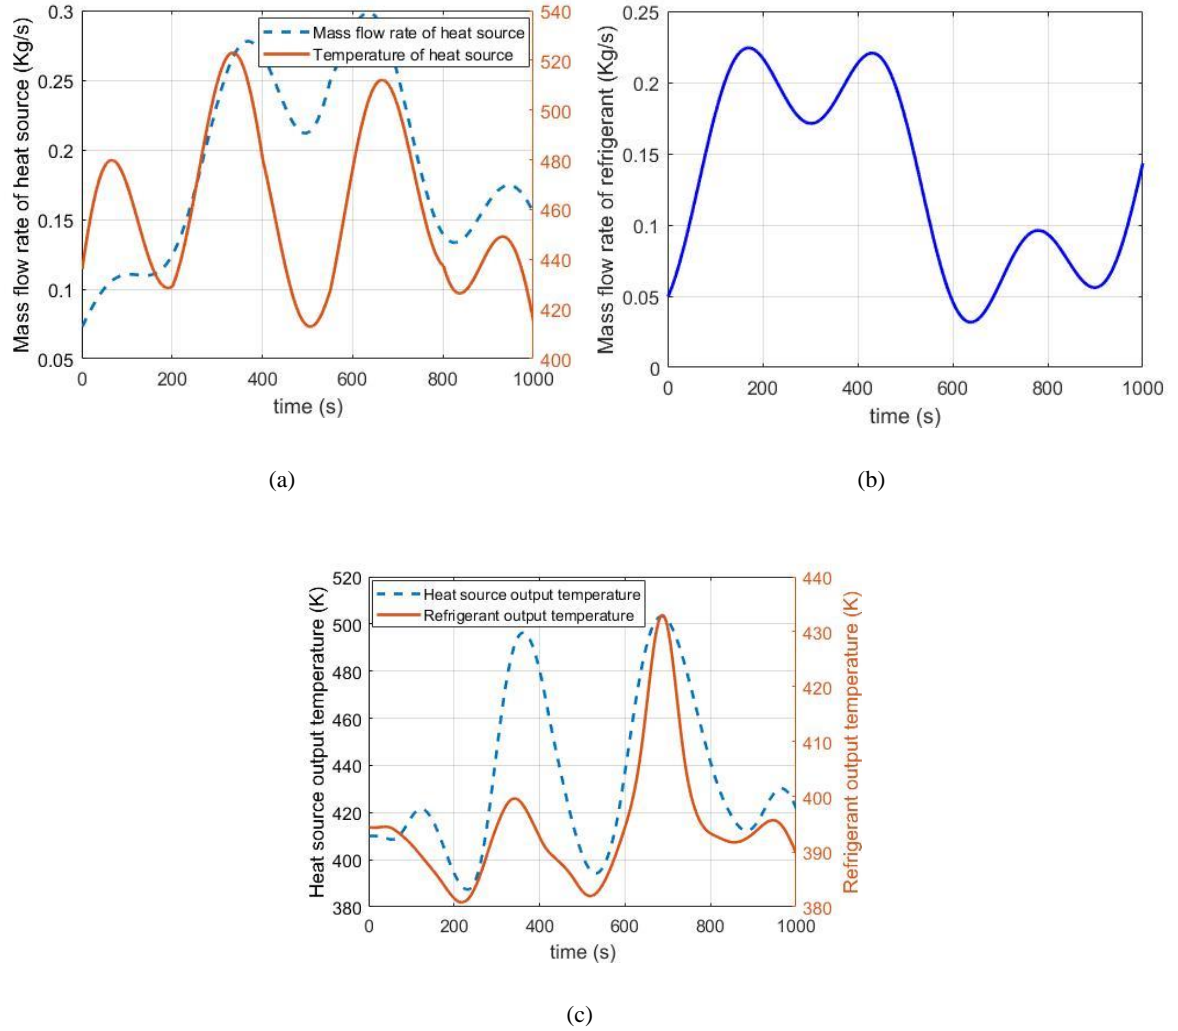 Mass flow rate of heat source (Kg/s)
0.3
0.25
0.2
0.15
0.1
0.05
Mass flow rate of heat source
Temperature of heat source
540
520
500
480
460
440
420
400
0 200 400 600 800 1000
time (s)
(a)
Mass flow rate of refrigerant (Kg/s)
0.25
0.2
0.15
0.1
0.05
0
0 200 400 600 800 1000
time (s)
(b)
Heat source output temperature (K)
520
500
480
460
440
420
400
380
Heat source output temperature
Refrigerant output temperature
440
430
420
410
400
390
380
Refrigerant output temperature (K)
0 200 400 600 800 1000
time (s)
(c)